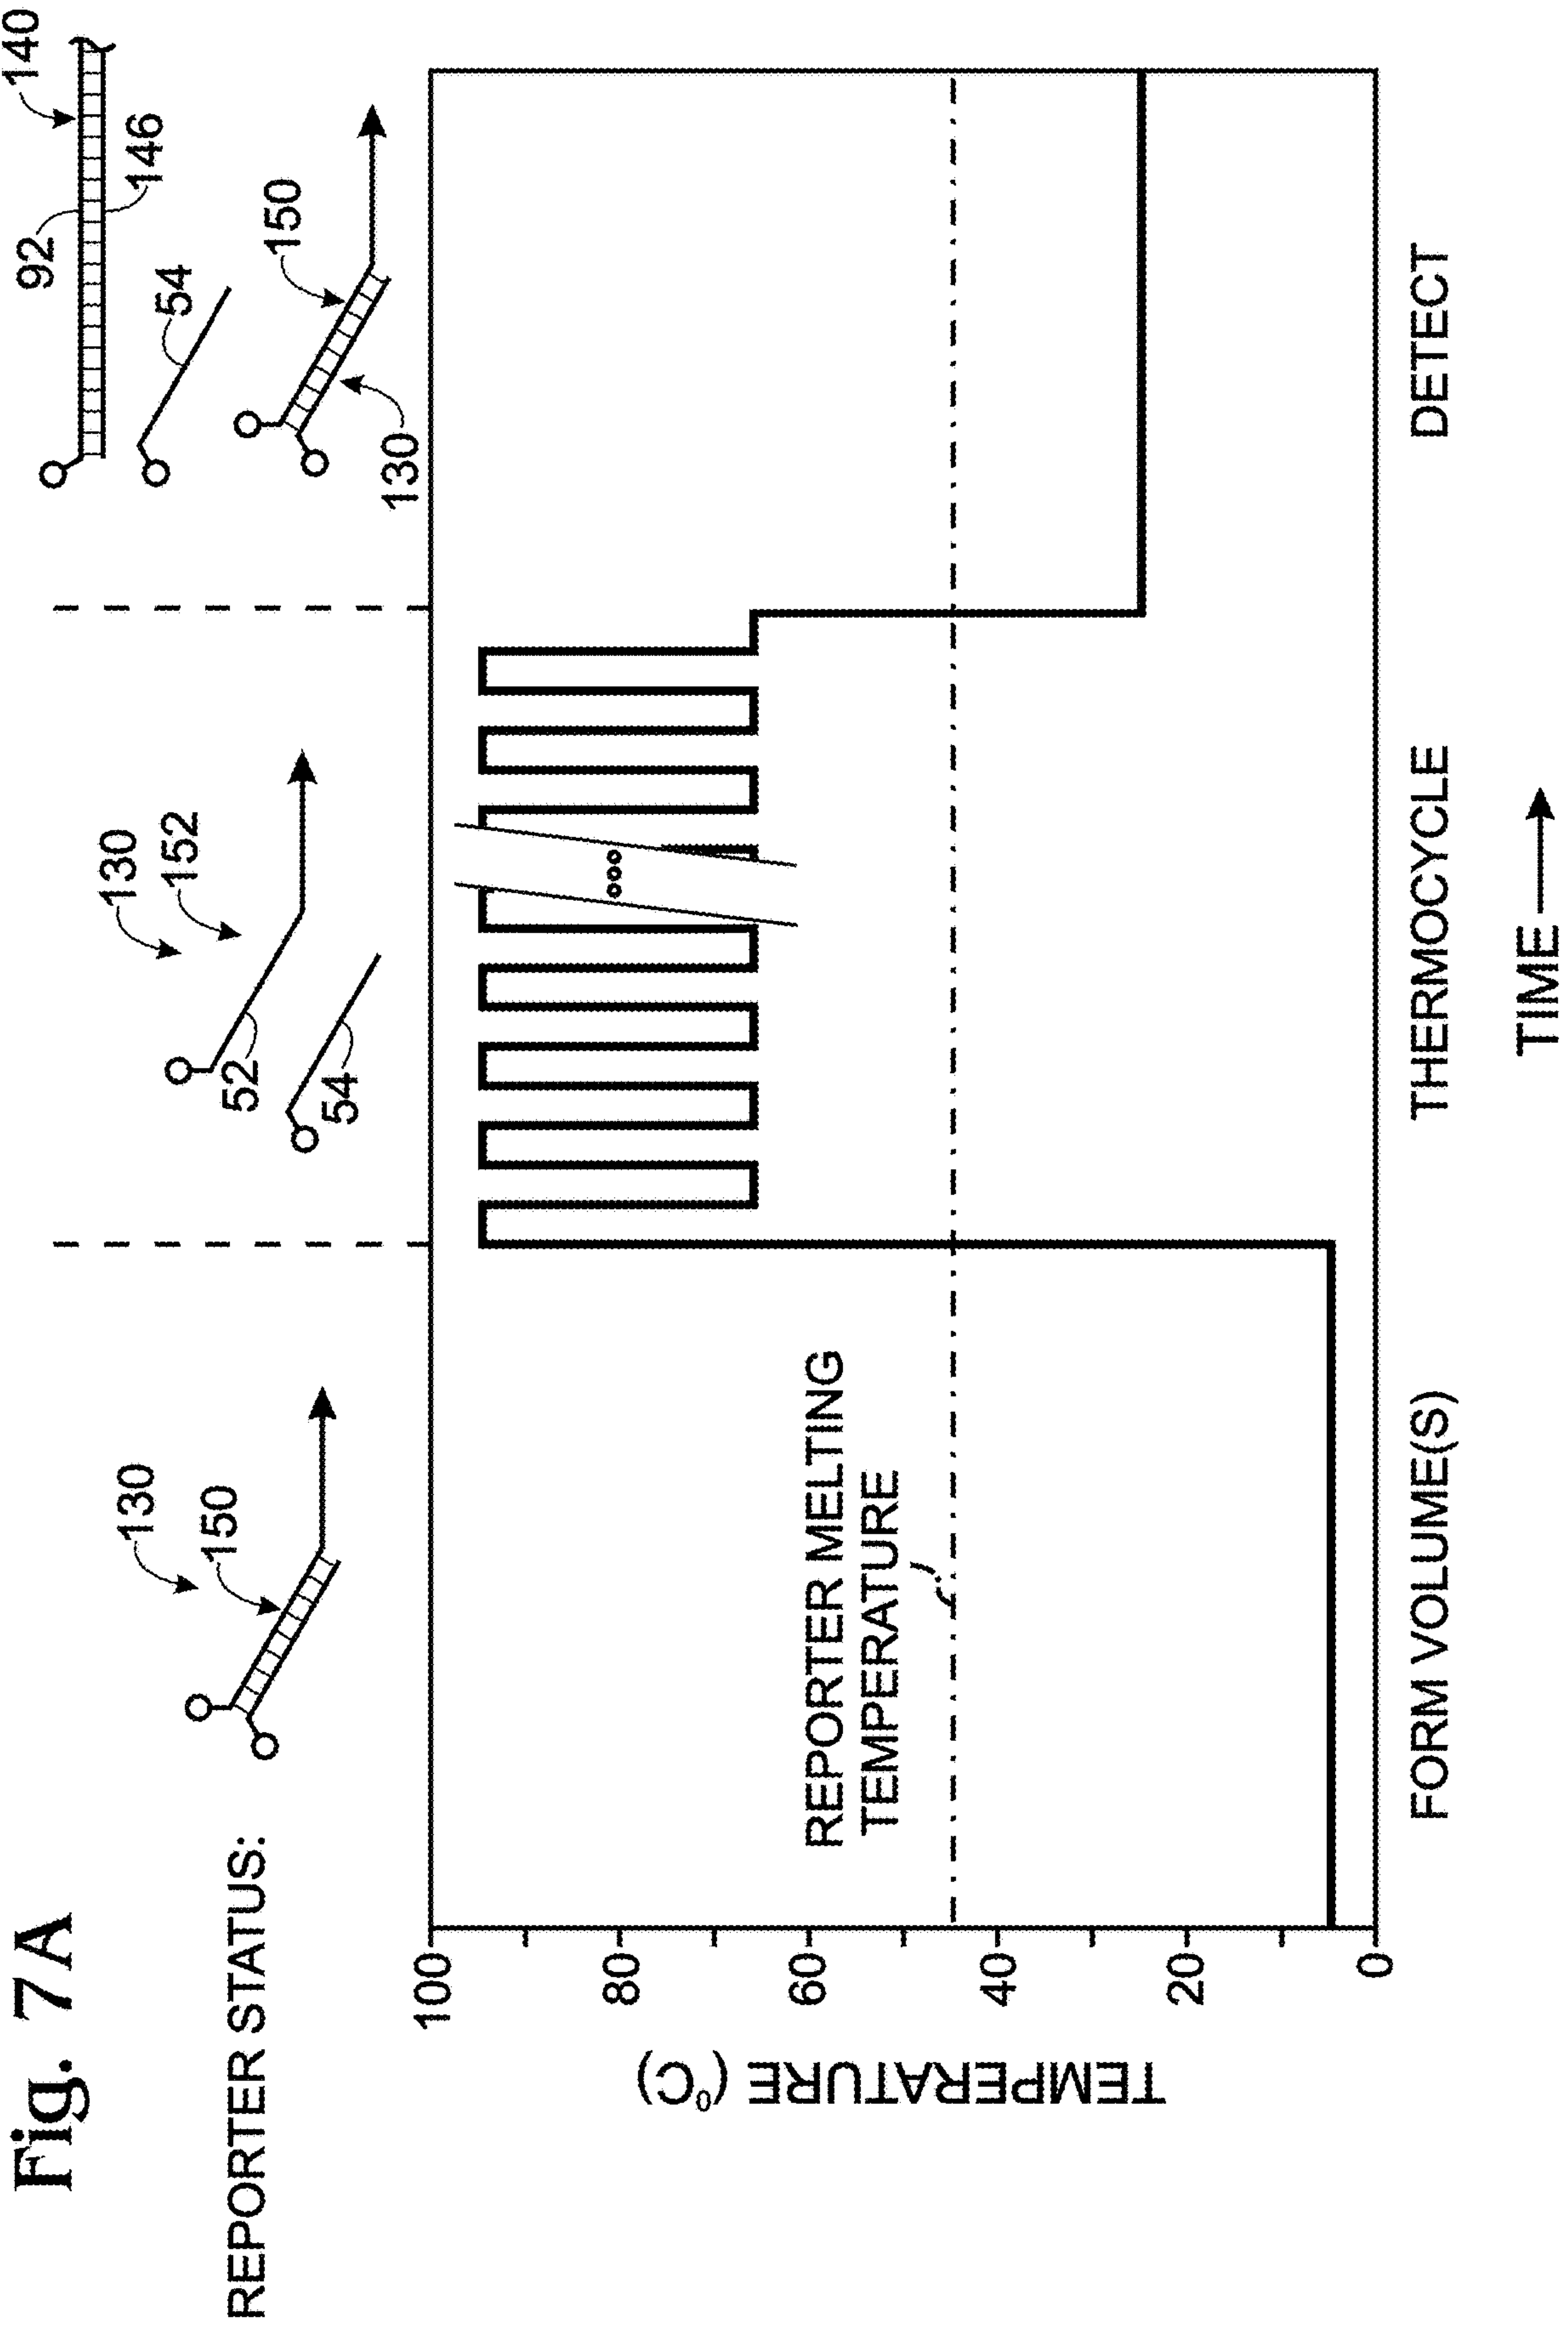 Fig. 7A
REPORTER STATUS:
130
150
130
152
52
54
140
92
146
54
150
130
100
80
60
40
20
0
TEMPERATURE (⁰C)
REPORTER MELTING
TEMPERATURE
FORM VOLUME(S)
THERMOCYCLE
DETECT
TIME